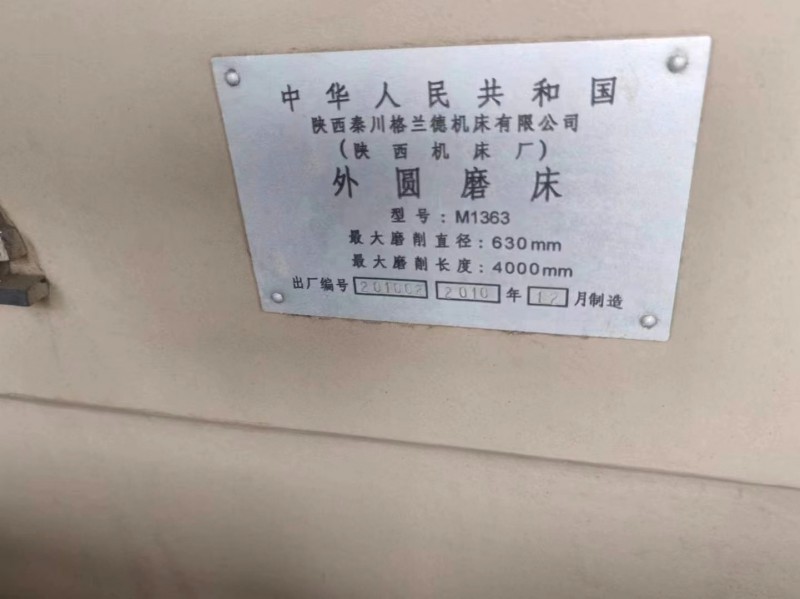 中华人民共和国
陕西秦川格兰德机床有限公司
(陕西机床厂)
外圆磨床
型号:M1363
最大磨削直径:630mm
最大磨削长度:4000mm
出厂编号 201002 2010 年 12 月制造